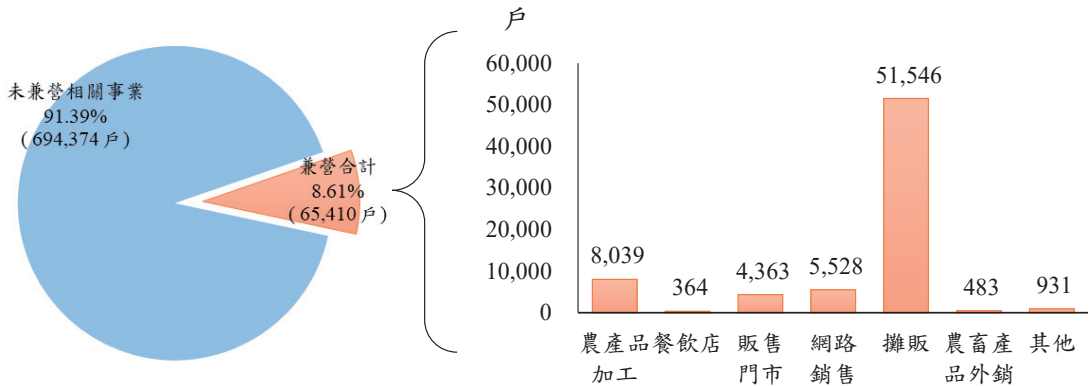 未兼營相關事業
91.39%
(694,374戶)
兼營合計
8.61%
(65,410戶)
戶
60,000
50,000
40,000
30,000
20,000
10,000
0
8,039
364
4,363
5,528
51,546
483
931
農產品
加工
餐飲店
販售
門市
網路
銷售
攤販
農畜產
品外銷
其他